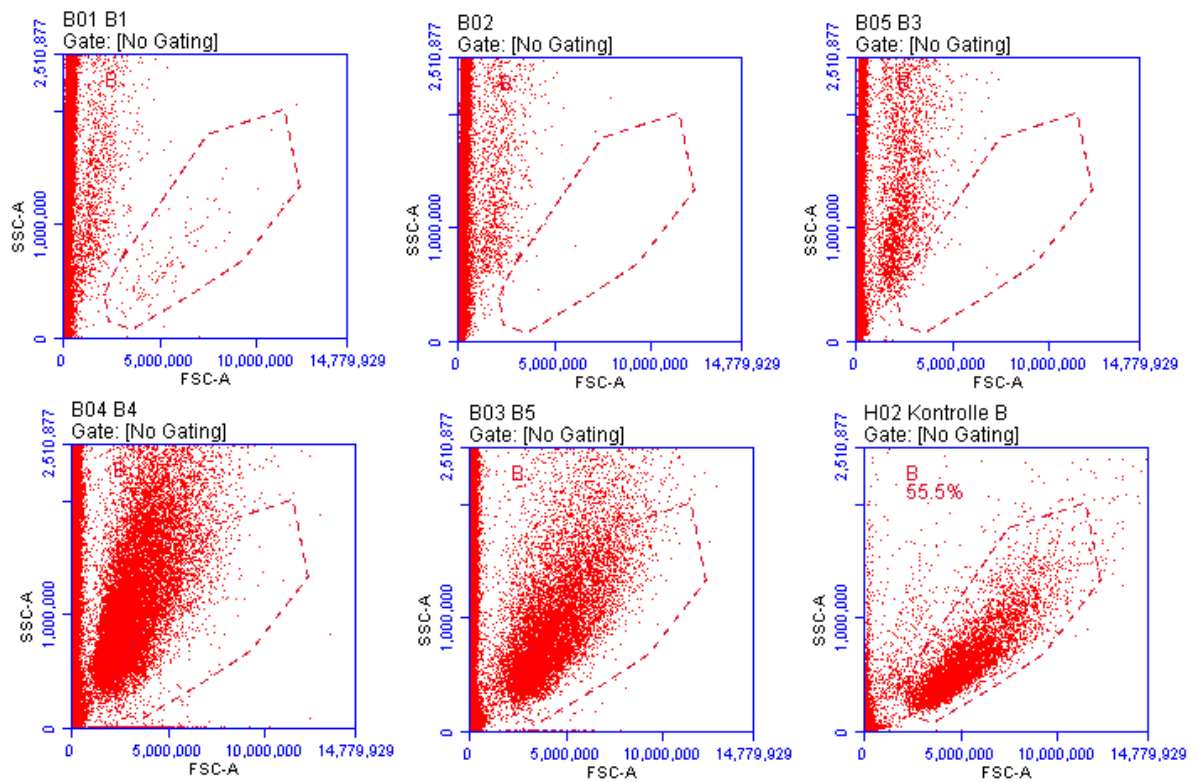 B01 B1
Gate: [No Gating]
2,510,877
1,000,000
0
SSC-A
B
0
5,000,000
10,000,000
14,779,929
FSC-A
B02
Gate: [No Gating]
2,510,877
1,000,000
0
SSC-A
B
0
5,000,000
10,000,000
14,779,929
FSC-A
B05 B3
Gate: [No Gating]
2,510,877
1,000,000
0
SSC-A
B
0
5,000,000
10,000,000
14,779,929
FSC-A
B04 B4
Gate: [No Gating]
2,510,877
1,000,000
0
SSC-A
B
0
5,000,000
10,000,000
14,779,929
FSC-A
B03 B5
Gate: [No Gating]
2,510,877
1,000,000
0
SSC-A
B
0
5,000,000
10,000,000
14,779,929
FSC-A
H02 Kontrolle B
Gate: [No Gating]
2,510,877
1,000,000
0
SSC-A
B
55.5%
0
5,000,000
10,000,000
14,779,929
FSC-A